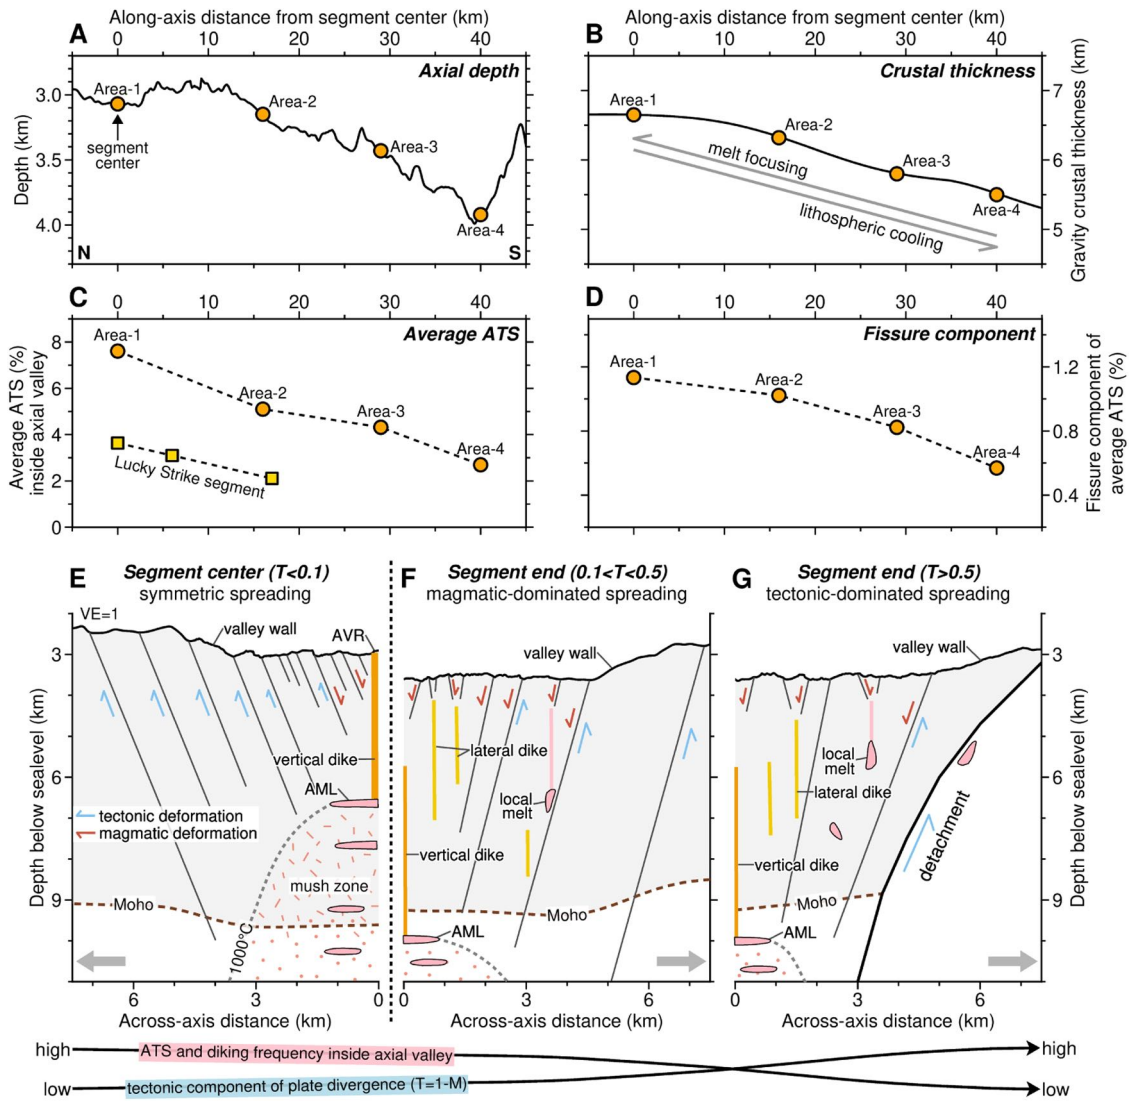 Along-axis distance from segment center (km)
Along-axis distance from segment center (km)
A
0 10 20 30 40
B
0 10 20 30 40
Axial depth
Crustal thickness
Depth (km)
3.0
3.5
4.0
Area-1
Area-2
Area-3
Area-4
segment
center
N
S
Area-1
Area-2
Area-3
Area-4
melt focusing
lithospheric cooling
7
6
5
Gravity crustal thickness (km)
C
0 10 20 30 40
D
0 10 20 30 40
Average ATS
Fissure component
Average ATS (%)
inside axial valley
8
6
4
2
0
Area-1
Area-2
Area-3
Area-4
Lucky Strike segment
Area-1
Area-2
Area-3
Area-4
1.2
0.8
0.4
Fissure component of
average ATS (%)
E
Segment center (T<0.1)
symmetric spreading
F
Segment end (0.1<T<0.5)
magmatic-dominated spreading
G
Segment end (T>0.5)
tectonic-dominated spreading
VE=1
valley wall
AVR
Depth below sealevel (km)
3
6
9
vertical dike
AML
tectonic deformation
magmatic deformation
mush zone
Moho
1000°C
6 3 0
Across-axis distance (km)
valley wall
lateral dike
local
melt
vertical dike
Moho
AML
0 3 6
Across-axis distance (km)
valley wall
local
melt
lateral dike
detachment
vertical dike
Moho
AML
0 3 6
Across-axis distance (km)
3
6
9
Depth below sealevel (km)
high
ATS and diking frequency inside axial valley
high
low
tectonic component of plate divergence (T=1-M)
low